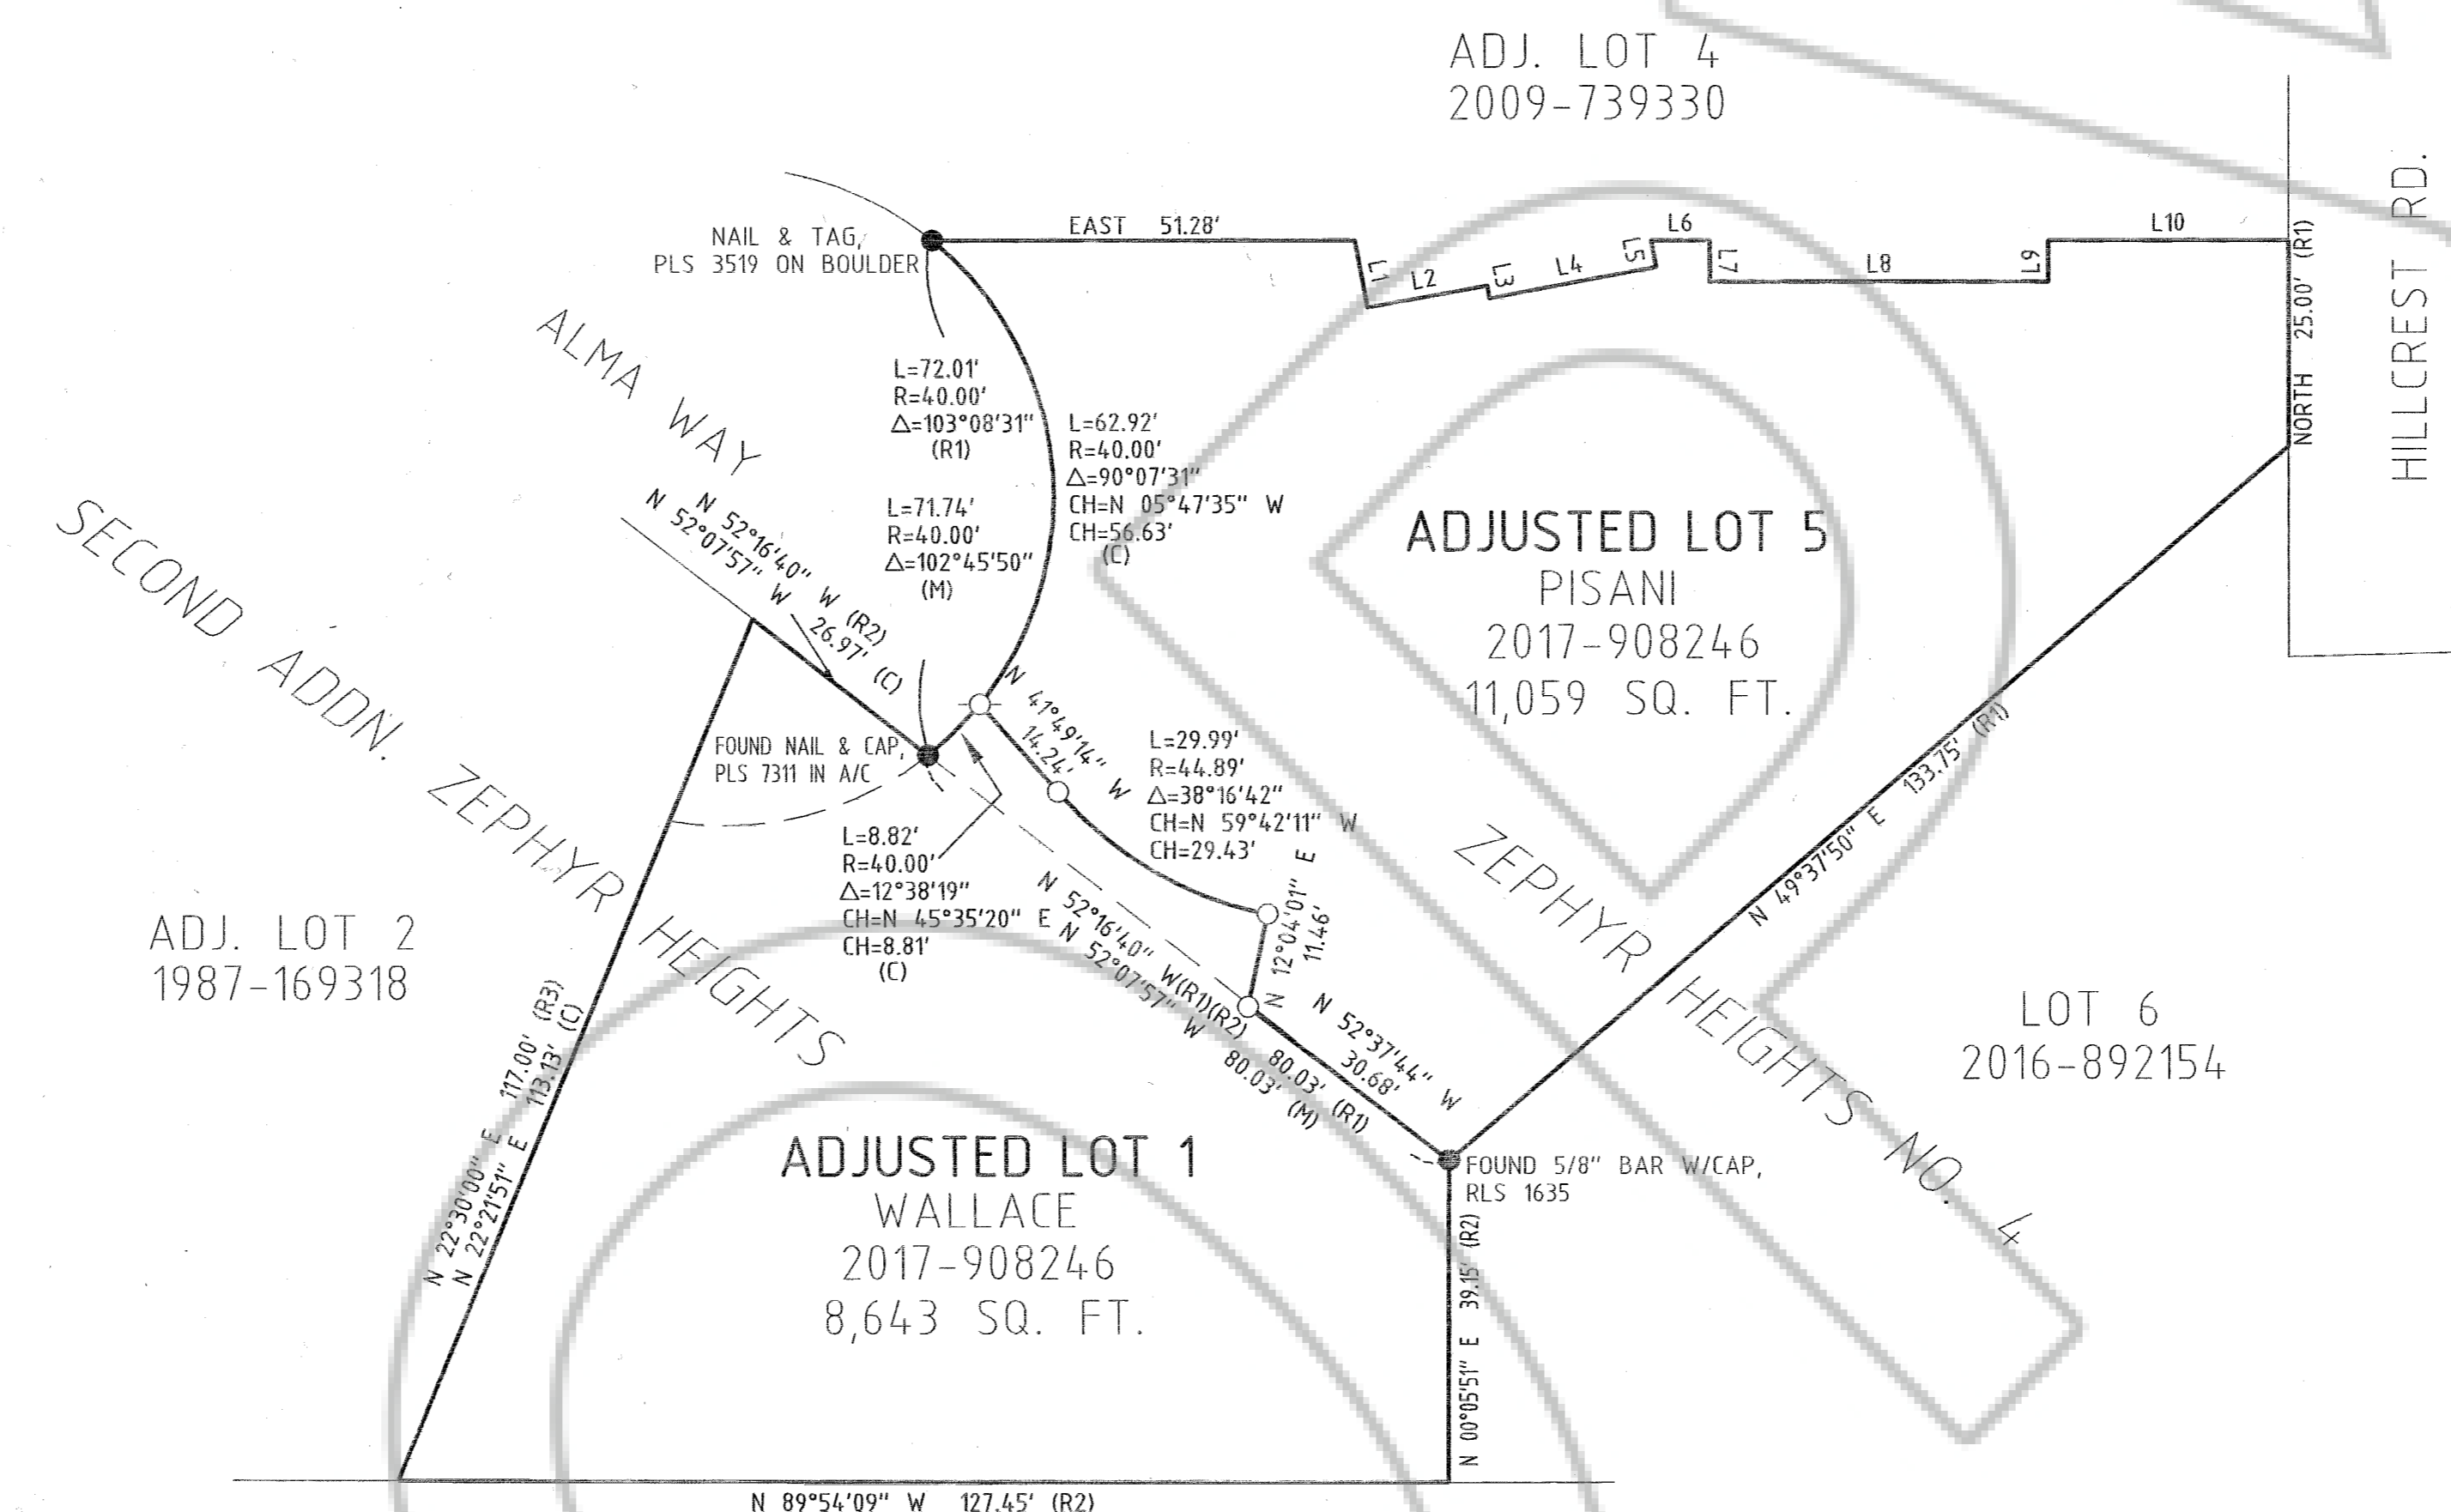 ADJ. LOT 4
2009-739330
HILLCREST RD.
NAIL & TAG,
PLS 3519 ON BOULDER
EAST 51.28'
L1
L2
L3
L4
L5
L6
L7
L8
L9
L10
NORTH 25.00' (R1)
ALMA WAY
L=72.01'
R=40.00'
Δ=103°08'31"
(R1)
L=62.92'
R=40.00'
Δ=90°07'31"
CH=N 05°47'35" W
CH=56.63'
(C)
L=71.74'
R=40.00'
Δ=102°45'50"
(M)
N 52°16'40" W (R2)
N 52°07'57" W 26.97' (C)
ADJUSTED LOT 5
PISANI
2017-908246
11,059 SQ. FT.
SECOND ADDN. ZEPHYR HEIGHTS
FOUND NAIL & CAP,
PLS 7311 IN A/C
N 41°49'14" W
14.24'
L=29.99'
R=44.89'
Δ=38°16'42"
CH=N 59°42'11" W
CH=29.43'
L=8.82'
R=40.00'
Δ=12°38'19"
CH=N 45°35'20" E
CH=8.81'
(C)
N 12°04'01" E
11.46'
N 52°16'40" W(R1)(R2) 80.03' (R1)
N 52°07'57" W 80.03' (M)
N 52°37'44" W
30.68'
N 49°37'50" E 133.75' (R1)
ZEPHYR HEIGHTS NO. 4
ADJ. LOT 2
1987-169318
LOT 6
2016-892154
N 22°30'00" E 117.00' (R3)
N 22°21'51" E 113.13' (C)
ADJUSTED LOT 1
WALLACE
2017-908246
8,643 SQ. FT.
FOUND 5/8" BAR W/CAP,
RLS 1635
N 00°05'51" E 39.15' (R2)
N 89°54'09" W 127.45' (R2)